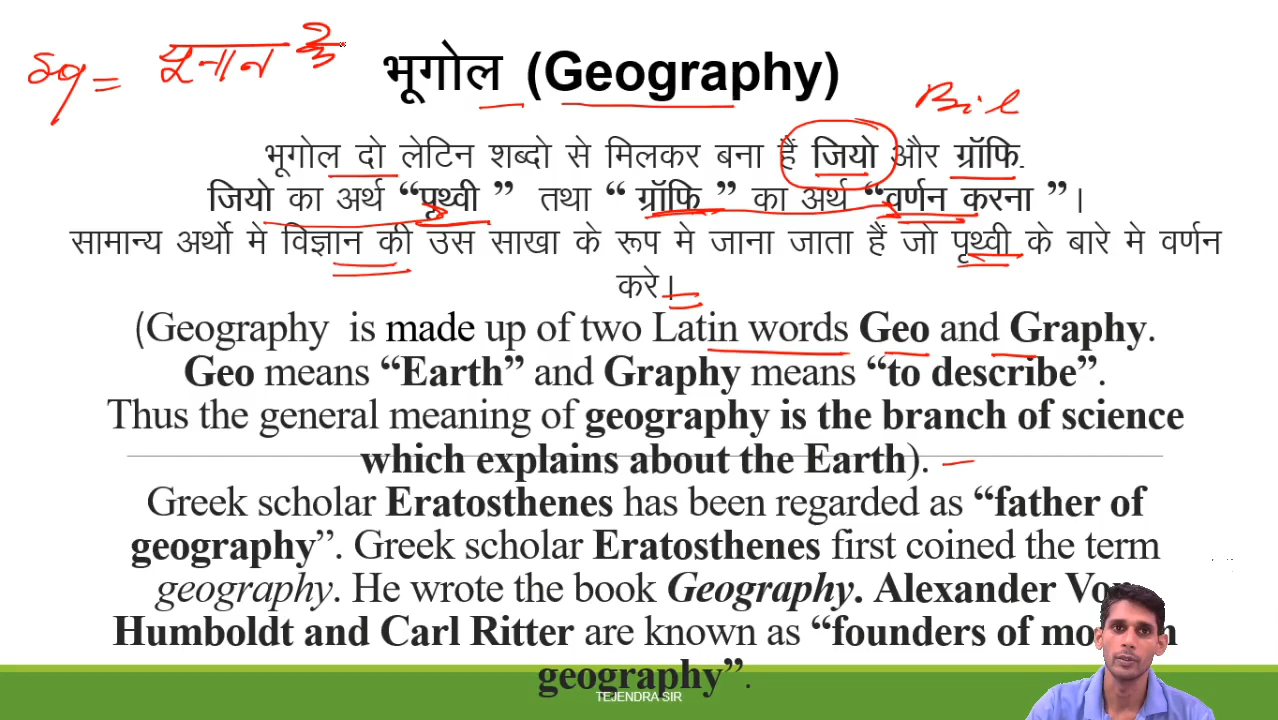 यूनान के
भूगोल (Geography)
भूगोल दो लेटिन शब्दो से मिलकर बना हैं जियो और ग्रॉफि.
जियो का अर्थ “पृथ्वी ” तथा “ ग्रॉफि ” का अर्थ “वर्णन करना ”।
सामान्य अर्थो मे विज्ञान की उस साखा के रूप मे जाना जाता हैं जो पृथ्वी के बारे मे वर्णन
करे।
(Geography is made up of two Latin words Geo and Graphy.
Geo means “Earth” and Graphy means “to describe”.
Thus the general meaning of geography is the branch of science
which explains about the Earth).
Greek scholar Eratosthenes has been regarded as “father of
geography”. Greek scholar Eratosthenes first coined the term
geography. He wrote the book Geography. Alexander Von
Humboldt and Carl Ritter are known as “founders of
geography”.
TEJENDRA SIR